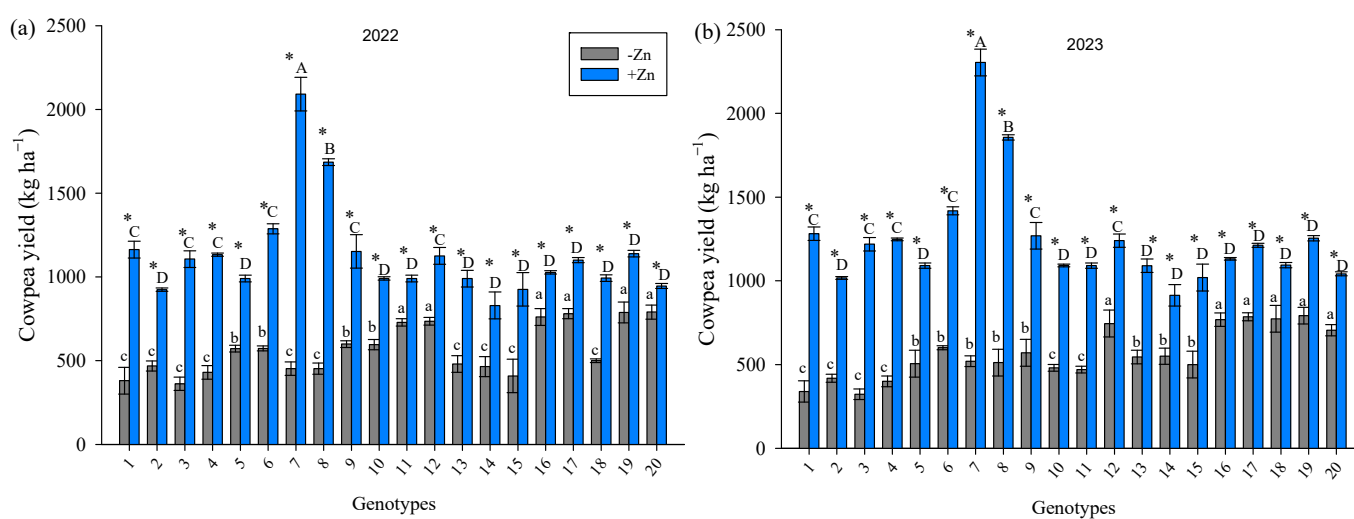 (a)
2022
-Zn
+Zn
Cowpea yield (kg ha⁻¹)
2500
2000
1500
1000
500
0
* A
* B
* C * D * C * C * D * C * C * D * D * C * D * D * D * D * D * D * D * D
c c c b b c c b b a a c c c a a c a a
1 2 3 4 5 6 7 8 9 10 11 12 13 14 15 16 17 18 19 20
Genotypes
(b)
2023
Cowpea yield (kg ha⁻¹)
2500
2000
1500
1000
500
0
* A
* B
* C * D * C * C * D * C * C * D * D * C * D * D * D * D * D * D * D * D
c c c c b b b b b c c a b b b a a a a a
1 2 3 4 5 6 7 8 9 10 11 12 13 14 15 16 17 18 19 20
Genotypes